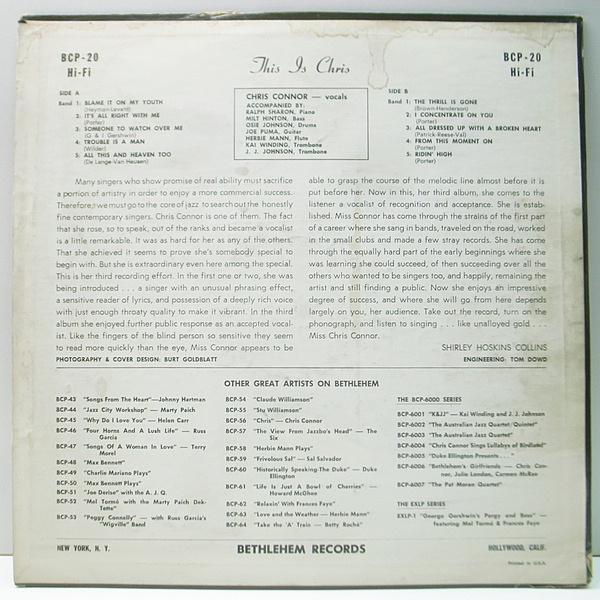 BCP-20
Hi-Fi
This Is Chris
BCP-20
Hi-Fi
SIDE A
Band 1: BLAME IT ON MY YOUTH
(Heyman-Levant)
2: IT'S ALL RIGHT WITH ME
(Porter)
3: SOMEONE TO WATCH OVER ME
(G. & I. Gershwin)
4: TROUBLE IS A MAN
(Wilder)
5: ALL THIS AND HEAVEN TOO
(De Lange-Van Heusen)
CHRIS CONNOR — vocals
ACCOMPANIED BY:
RALPH SHARON, Piano
MILT HINTON, Bass
OSIE JOHNSON, Drums
JOE PUMA, Guitar
HERBIE MANN, Flute
KAI WINDING, Trombone
J. J. JOHNSON, Trombone
SIDE B
Band 1: THE THRILL IS GONE
(Brown-Henderson)
2: I CONCENTRATE ON YOU
(Porter)
3: ALL DRESSED UP WITH A BROKEN HEART
(Patrick-Reese-Val)
4: FROM THIS MOMENT ON
(Porter)
5: RIDIN' HIGH
(Porter)
Many singers who show promise of real ability must sacrifice
a portion of artistry in order to enjoy a more commercial success.
Therefore, we must go to the core of jazz to search out the honestly
fine contemporary singers. Chris Connor is one of them. The fact
that she rose, so to speak, out of the ranks and became a vocalist
is a little remarkable. It was as hard for her as any of the others.
That she achieved it seems to prove she's somebody special to
begin with. But she is extraordinary even here among the special.
This is her third recording effort. In the first one or two, she was
being introduced . . . a singer with an unusual phrasing effect,
a sensitive reader of lyrics, and possession of a deeply rich voice
with just enough throaty quality to make it vibrant. In the third
album she enjoyed further public response as an accepted vocal-
ist. Like the fingers of the blind person so sensitive they seem
to read more quickly than the eye, Miss Connor appears to be
PHOTOGRAPHY & COVER DESIGN: BURT GOLDBLATT
able to grasp the course of the melodic line almost before it is
put before her. Now in this, her third album, she comes to the
listener a vocalist of recognition and acceptance. She is estab-
lished. Miss Connor has come through the strains of the first part
of a career where she sang in bands, traveled on the road, worked
in the small clubs and made a few stray records. She has come
through the equally hard part of the early beginnings where she
was learning she could succeed, of then succeeding over all the
others who wanted to be singers too, and happily, remaining the
artist and still finding a public. Now she enjoys an impressive
degree of success, and where she will go from here depends
largely on you, her audience. Take out the record, turn on the
phonograph, and listen to singing . . . like unalloyed gold . . .
Miss Chris Connor.
SHIRLEY HOSKINS COLLINS
ENGINEERING: TOM DOWD
OTHER GREAT ARTISTS ON BETHLEHEM
BCP-43 "Songs From The Heart"—Johnny Hartman
BCP-44 "Jazz City Workshop" — Marty Paich
BCP-45 "Why Do I Love You" — Helen Carr
BCP-46 "Four Horns And A Lush Life" — Russ
Garcia
BCP-47 "Songs Of A Woman In Love" — Terry
Morel
BCP-48 "Max Bennett"
BCP-49 "Charlie Mariano Plays"
BCP-50 "Max Bennett Plays"
BCP-51 "Joe Derise" with the A. J. Q.
BCP-52 "Mel Tormé with the Marty Paich Dek-
Tette"
BCP-53 "Peggy Connelly" — with Russ Garcia's
"Wigville" Band
BCP-54 "Claude Williamson"
BCP-55 "Stu Williamson"
BCP-56 "Chris" — Chris Connor
BCP-57 "The View From Jazzbo's Head" — The
Six
BCP-58 "Herbie Mann Plays"
BCP-59 "Frivolous Sal" — Sal Salvador
BCP-60 "Historically Speaking-The Duke" — Duke
Ellington
BCP-61 "Life Is Just A Bowl of Cherries" —
Howard McGhee
BCP-62 "Relaxin' With Frances Faye"
BCP-63 "Love and the Weather — Herbie Mann"
BCP-64 "Take the 'A' Train — Betty Roché"
THE BCP-6000 SERIES
BCP-6001 "K&JJ" — Kai Winding and J. J. Johnson
BCP-6002 "The Australian Jazz Quartet/Quintet"
BCP-6003 "The Australian Jazz Quartet"
BCP-6004 "Chris Connor Sings Lullabys of Birdland"
BCP-6005 "Duke Ellington Presents . . ."
BCP-6006 "Bethlehem's Girlfriends — Chris Con-
nor, Julie London, Carmen McRae
BCP-6007 "The Pat Moran Quartet"
THE EXLP SERIES
EXLP-1 "George Gershwin's Porgy and Bess" —
featuring Mel Tormé & Frances Faye
NEW YORK, N. Y.
BETHLEHEM RECORDS
HOLLYWOOD, CALIF.
Printed in U.S.A.